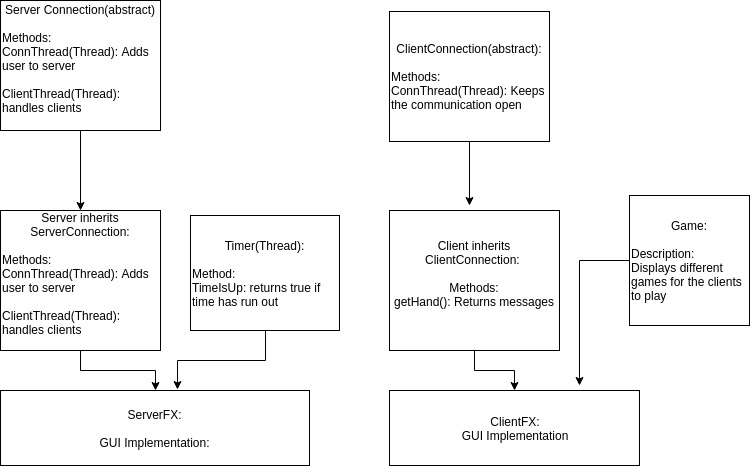 Server Connection(abstract)
Methods:
ConnThread(Thread): Adds
user to server
ClientThread(Thread):
handles clients
ClientConnection(abstract):
Methods:
ConnThread(Thread): Keeps
the communication open
Server inherits
ServerConnection:
Methods:
ConnThread(Thread): Adds
user to server
ClientThread(Thread):
handles clients
Timer(Thread):
Method:
TimeIsUp: returns true if
time has run out
Client inherits
ClientConnection:
Methods:
getHand(): Returns messages
Game:
Description:
Displays different
games for the clients
to play
ServerFX:
GUI Implementation:
ClientFX:
GUI Implementation